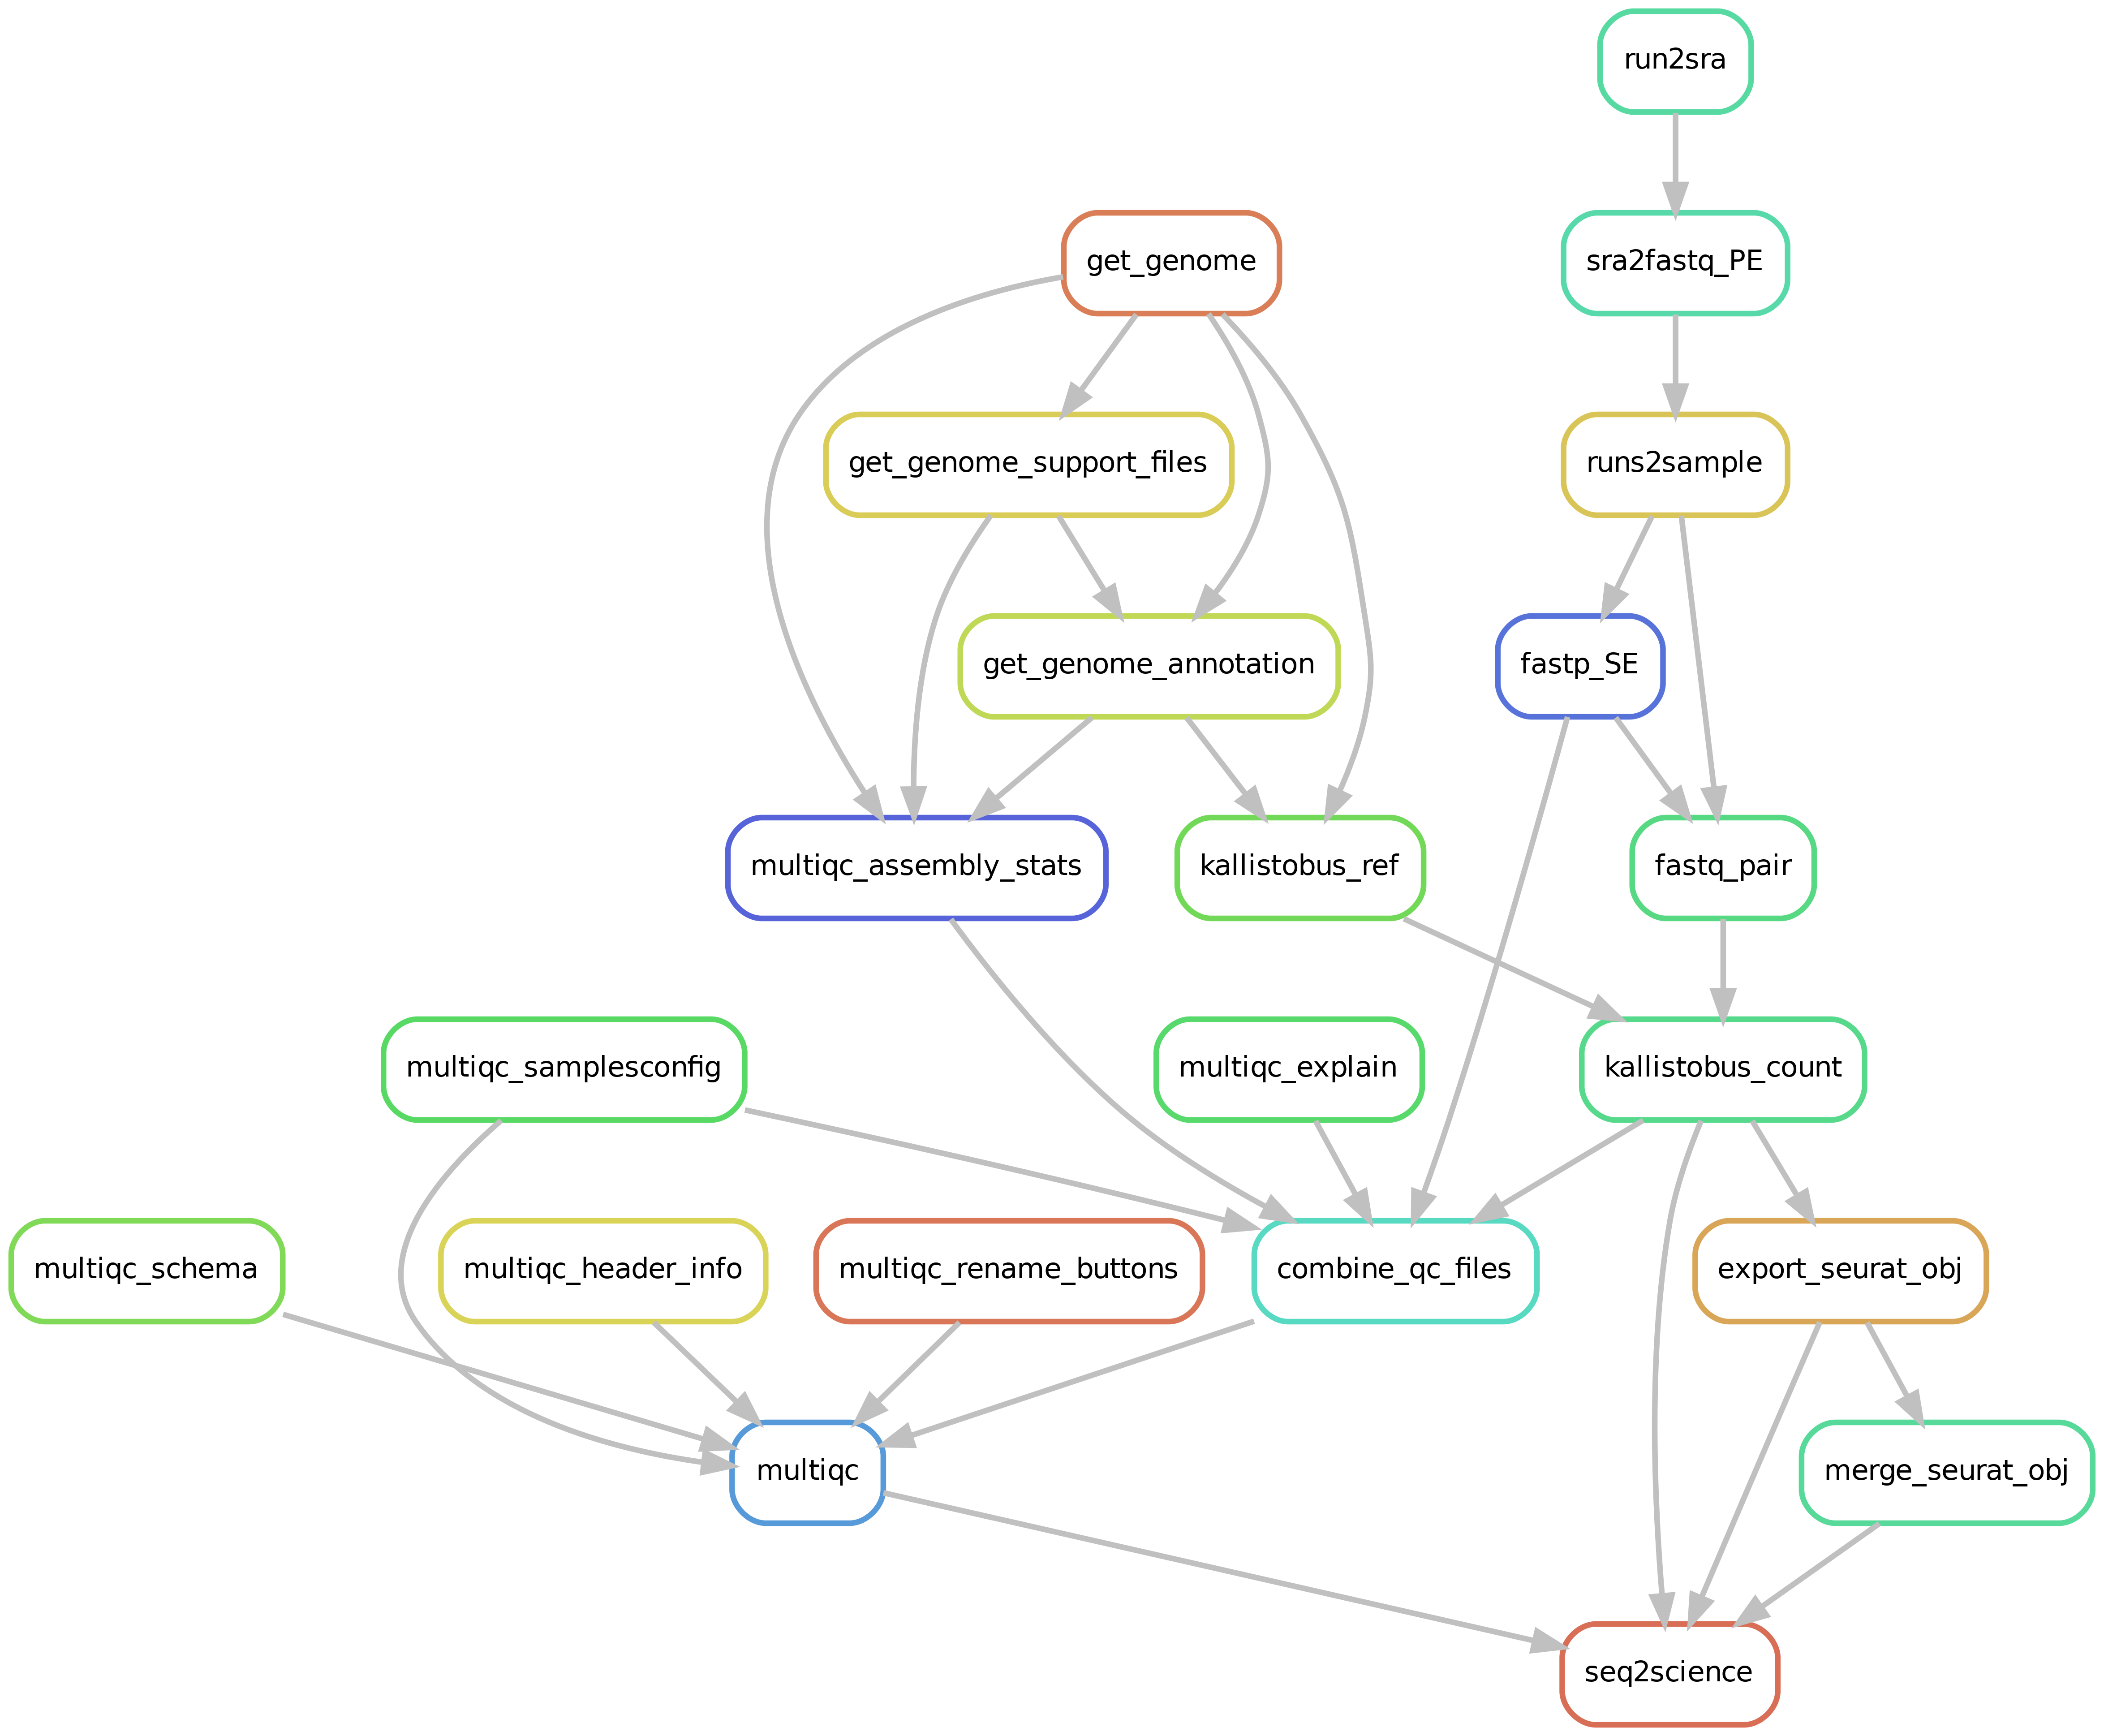 run2sra
get_genome
sra2fastq_PE
get_genome_support_files
runs2sample
get_genome_annotation
fastp_SE
multiqc_assembly_stats
kallistobus_ref
fastq_pair
multiqc_samplesconfig
multiqc_explain
kallistobus_count
multiqc_schema
multiqc_header_info
multiqc_rename_buttons
combine_qc_files
export_seurat_obj
multiqc
merge_seurat_obj
seq2science